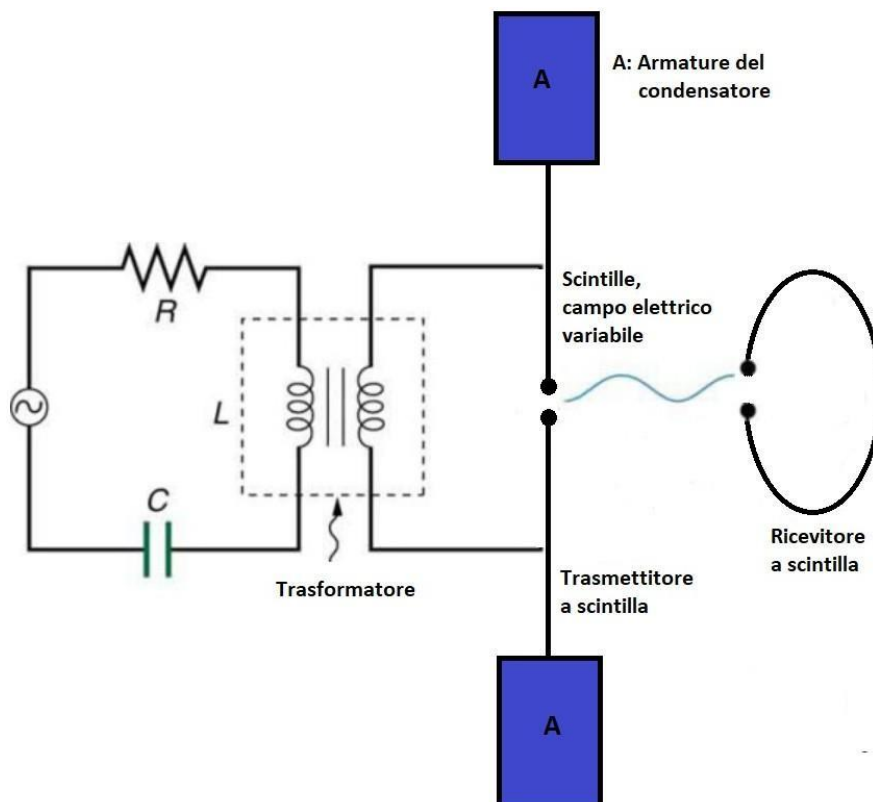 A
A: Armature del
condensatore
R
Scintille,
campo elettrico
variabile
L
C
Trasformatore
Trasmettitore
a scintilla
Ricevitore
a scintilla
A